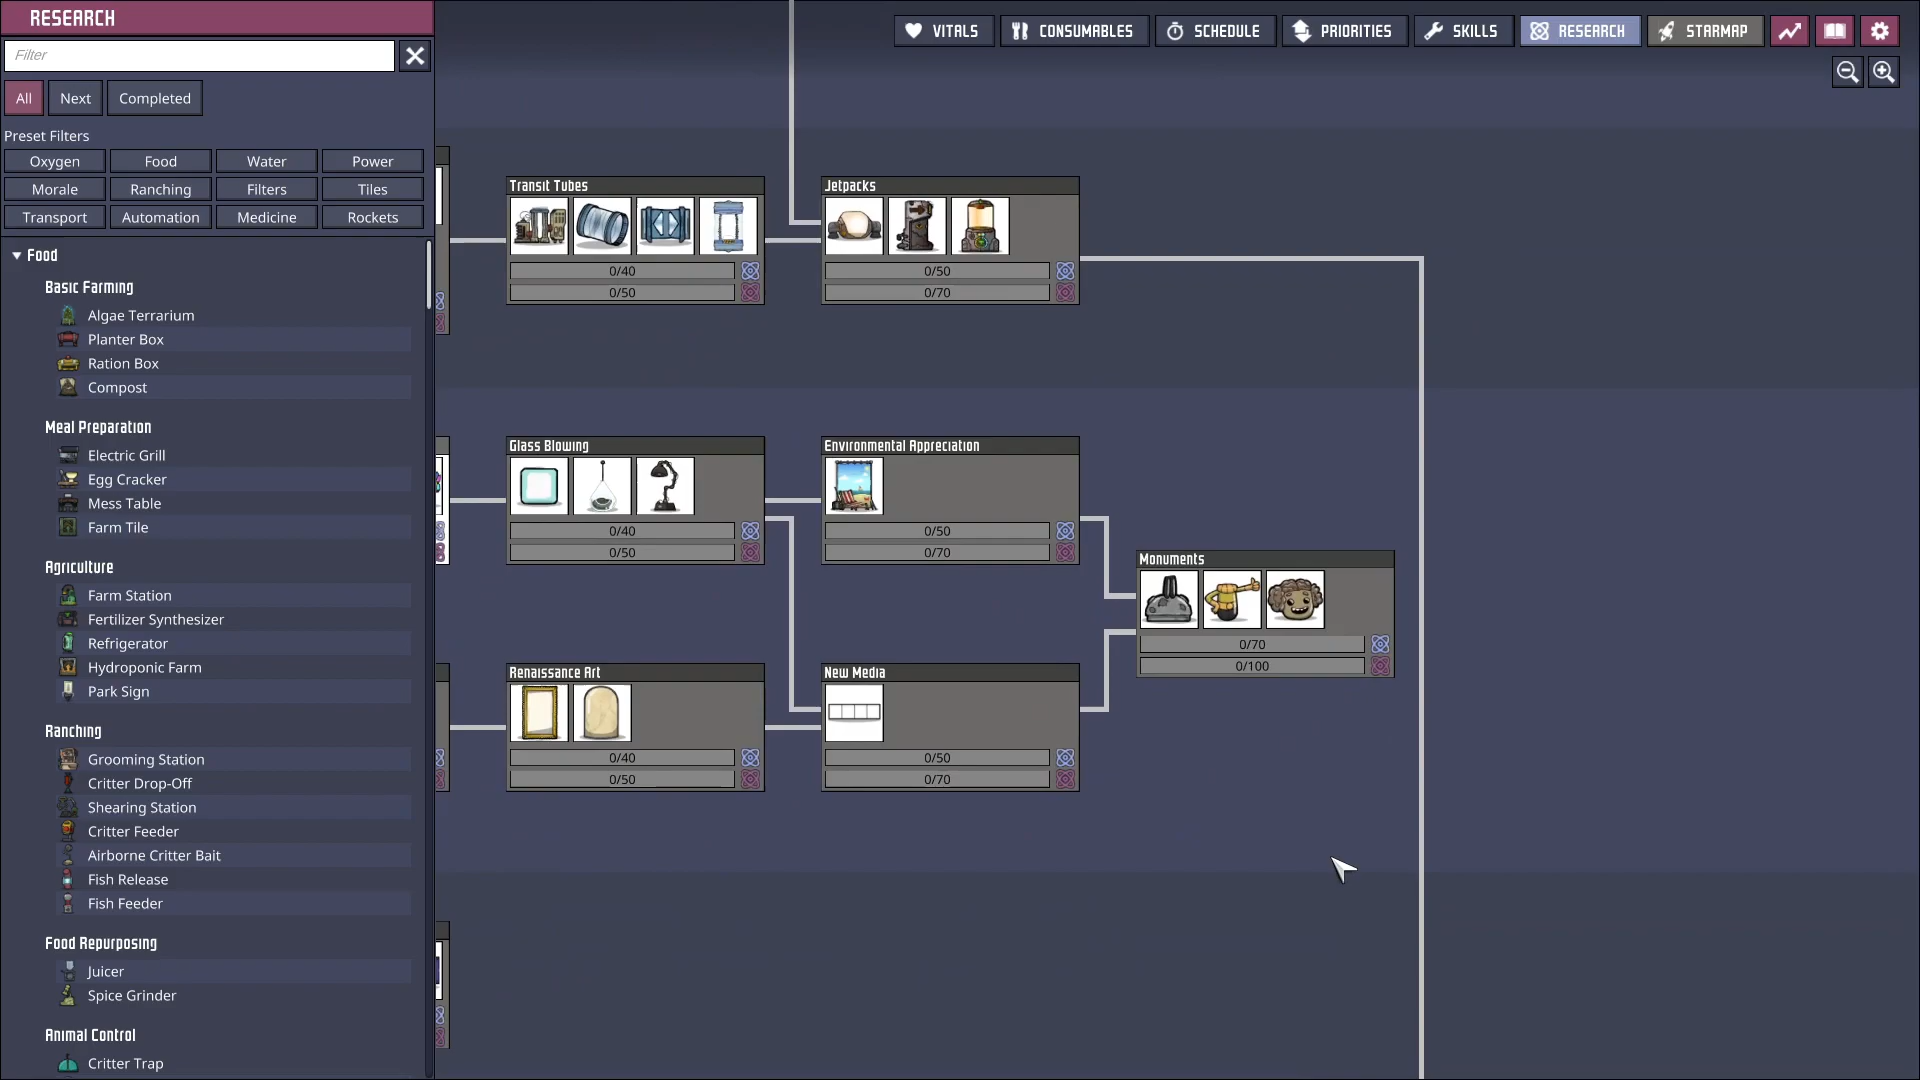 RESEARCH
Filter
All
Next
Completed
Preset Filters
Oxygen
Food
Water
Power
Morale
Ranching
Filters
Tiles
Transport
Automation
Medicine
Rockets
Food
Basic Farming
Algae Terrarium
Planter Box
Ration Box
Compost
Meal Preparation
Electric Grill
Egg Cracker
Mess Table
Farm Tile
Agriculture
Farm Station
Fertilizer Synthesizer
Refrigerator
Hydroponic Farm
Park Sign
Ranching
Grooming Station
Critter Drop-Off
Shearing Station
Critter Feeder
Airborne Critter Bait
Fish Release
Fish Feeder
Food Repurposing
Juicer
Spice Grinder
Animal Control
Critter Trap
VITALS
CONSUMABLES
SCHEDULE
PRIORITIES
SKILLS
RESEARCH
STARMAP
Transit Tubes
0/40
0/50
Jetpacks
0/50
0/70
Glass Blowing
0/40
0/50
Environmental Appreciation
0/50
0/70
Monuments
0/70
0/100
Renaissance Art
0/40
0/50
New Media
0/50
0/70